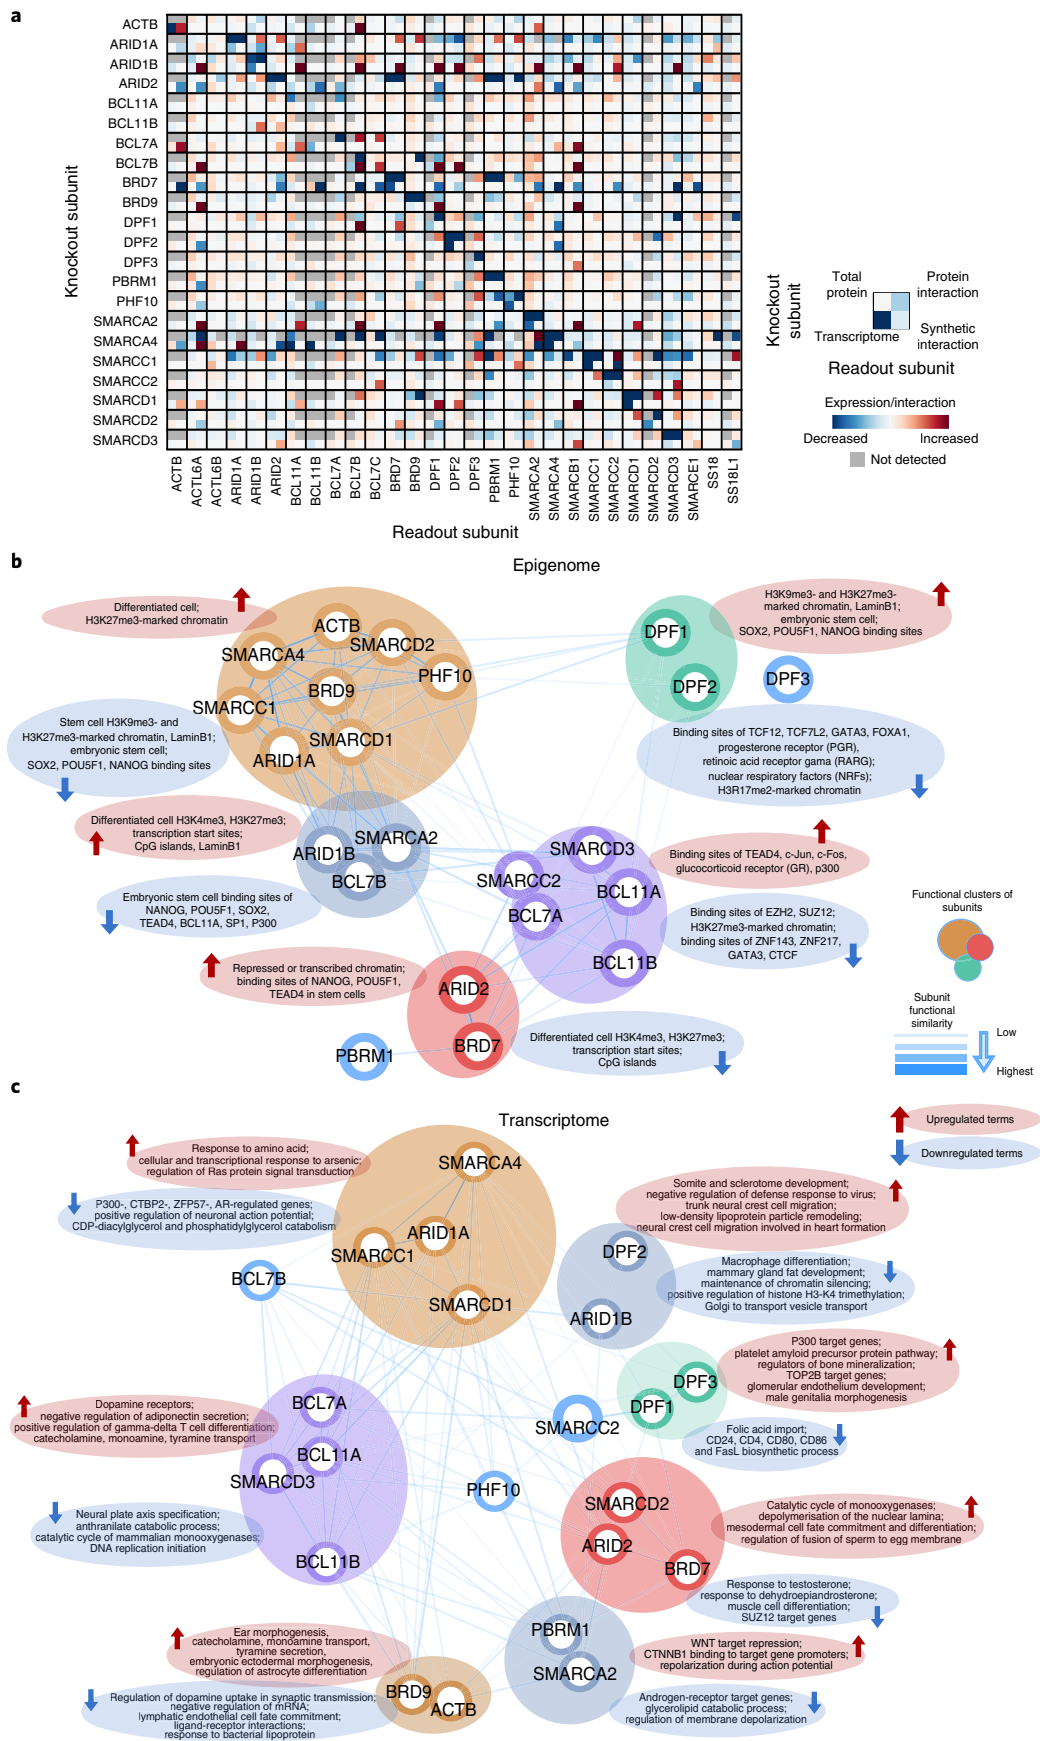 a
ACTB
ARID1A
ARID1B
ARID2
BCL11A
BCL11B
BCL7A
BCL7B
BRD7
BRD9
DPF1
DPF2
DPF3
PBRM1
PHF10
SMARCA2
SMARCA4
SMARCC1
SMARCC2
SMARCD1
SMARCD2
SMARCD3
Knockout subunit
ACTB
ACTL6A
ACTL6B
ARID1A
ARID1B
ARID2
BCL11A
BCL11B
BCL7A
BCL7B
BCL7C
BRD7
BRD9
DPF1
DPF2
DPF3
PBRM1
PHF10
SMARCA2
SMARCA4
SMARCB1
SMARCC1
SMARCC2
SMARCD1
SMARCD2
SMARCD3
SMARCE1
SS18
SS18L1
Readout subunit
Total
protein
Protein
interaction
Knockout
subunit
Transcriptome
Synthetic
interaction
Readout subunit
Expression/interaction
Decreased
Increased
Not detected
b
Epigenome
Differentiated cell;
H3K27me3-marked chromatin
ACTB
SMARCD2
SMARCA4
PHF10
BRD9
SMARCC1
SMARCD1
ARID1A
Stem cell H3K9me3- and
H3K27me3-marked chromatin, LaminB1;
embryonic stem cell;
SOX2, POU5F1, NANOG binding sites
H3K9me3- and H3K27me3-
marked chromatin, LaminB1;
embryonic stem cell;
SOX2, POU5F1, NANOG binding sites
DPF1
DPF2
DPF3
Binding sites of TCF12, TCF7L2, GATA3, FOXA1,
progesterone receptor (PGR),
retinoic acid receptor gama (RARG);
nuclear respiratory factors (NRFs);
H3R17me2-marked chromatin
Differentiated cell H3K4me3, H3K27me3;
transcription start sites;
CpG islands, LaminB1
SMARCA2
ARID1B
BCL7B
Embryonic stem cell binding sites of
NANOG, POU5F1, SOX2,
TEAD4, BCL11A, SP1, P300
SMARCD3
SMARCC2
BCL11A
BCL7A
BCL11B
Binding sites of TEAD4, c-Jun, c-Fos,
glucocorticoid receptor (GR), p300
Binding sites of EZH2, SUZ12;
H3K27me3-marked chromatin;
binding sites of ZNF143, ZNF217,
GATA3, CTCF
Repressed or transcribed chromatin;
binding sites of NANOG, POU5F1,
TEAD4 in stem cells
ARID2
BRD7
PBRM1
Differentiated cell H3K4me3, H3K27me3;
transcription start sites;
CpG islands
Functional clusters of
subunits
Subunit
functional
similarity
Low
Highest
c
Transcriptome
Upregulated terms
Downregulated terms
Response to amino acid;
cellular and transcriptional response to arsenic;
regulation of Ras protein signal transduction
P300-, CTBP2-, ZFP57-, AR-regulated genes;
positive regulation of neuronal action potential;
CDP-diacylglycerol and phosphatidylglycerol catabolism
SMARCA4
ARID1A
SMARCC1
SMARCD1
BCL7B
Somite and sclerotome development;
negative regulation of defense response to virus;
trunk neural crest cell migration;
low-density lipoprotein particle remodeling;
neural crest cell migration involved in heart formation
DPF2
ARID1B
Macrophage differentiation;
mammary gland fat development;
maintenance of chromatin silencing;
positive regulation of histone H3-K4 trimethylation;
Golgi to transport vesicle transport
P300 target genes;
platelet amyloid precursor protein pathway;
regulators of bone mineralization;
TOP2B target genes;
glomerular endothelium development;
male genitalia morphogenesis
DPF3
DPF1
Folic acid import;
CD24, CD4, CD80, CD86
and FasL biosynthetic process
SMARCC2
Dopamine receptors;
negative regulation of adiponectin secretion;
positive regulation of gamma-delta T cell differentiation;
catecholamine, monoamine, tyramine transport
BCL7A
BCL11A
SMARCD3
BCL11B
PHF10
Neural plate axis specification;
anthranilate catabolic process;
catalytic cycle of mammalian monooxygenases;
DNA replication initiation
SMARCD2
ARID2
BRD7
Catalytic cycle of monooxygenases;
depolymerisation of the nuclear lamina;
mesodermal cell fate commitment and differentiation;
regulation of fusion of sperm to egg membrane
Response to testosterone;
response to dehydroepiandrosterone;
muscle cell differentiation;
SUZ12 target genes
PBRM1
SMARCA2
WNT target repression;
CTNNB1 binding to target gene promoters;
repolarization during action potential
Androgen-receptor target genes;
glycerolipid catabolic process;
regulation of membrane depolarization
Ear morphogenesis,
catecholamine, monoamine transport,
tyramine secretion,
embryonic ectodermal morphogenesis,
regulation of astrocyte differentiation
BRD9
ACTB
Regulation of dopamine uptake in synaptic transmission;
negative regulation of mRNA;
lymphatic endothelial cell fate commitment;
ligand-receptor interactions;
response to bacterial lipoprotein